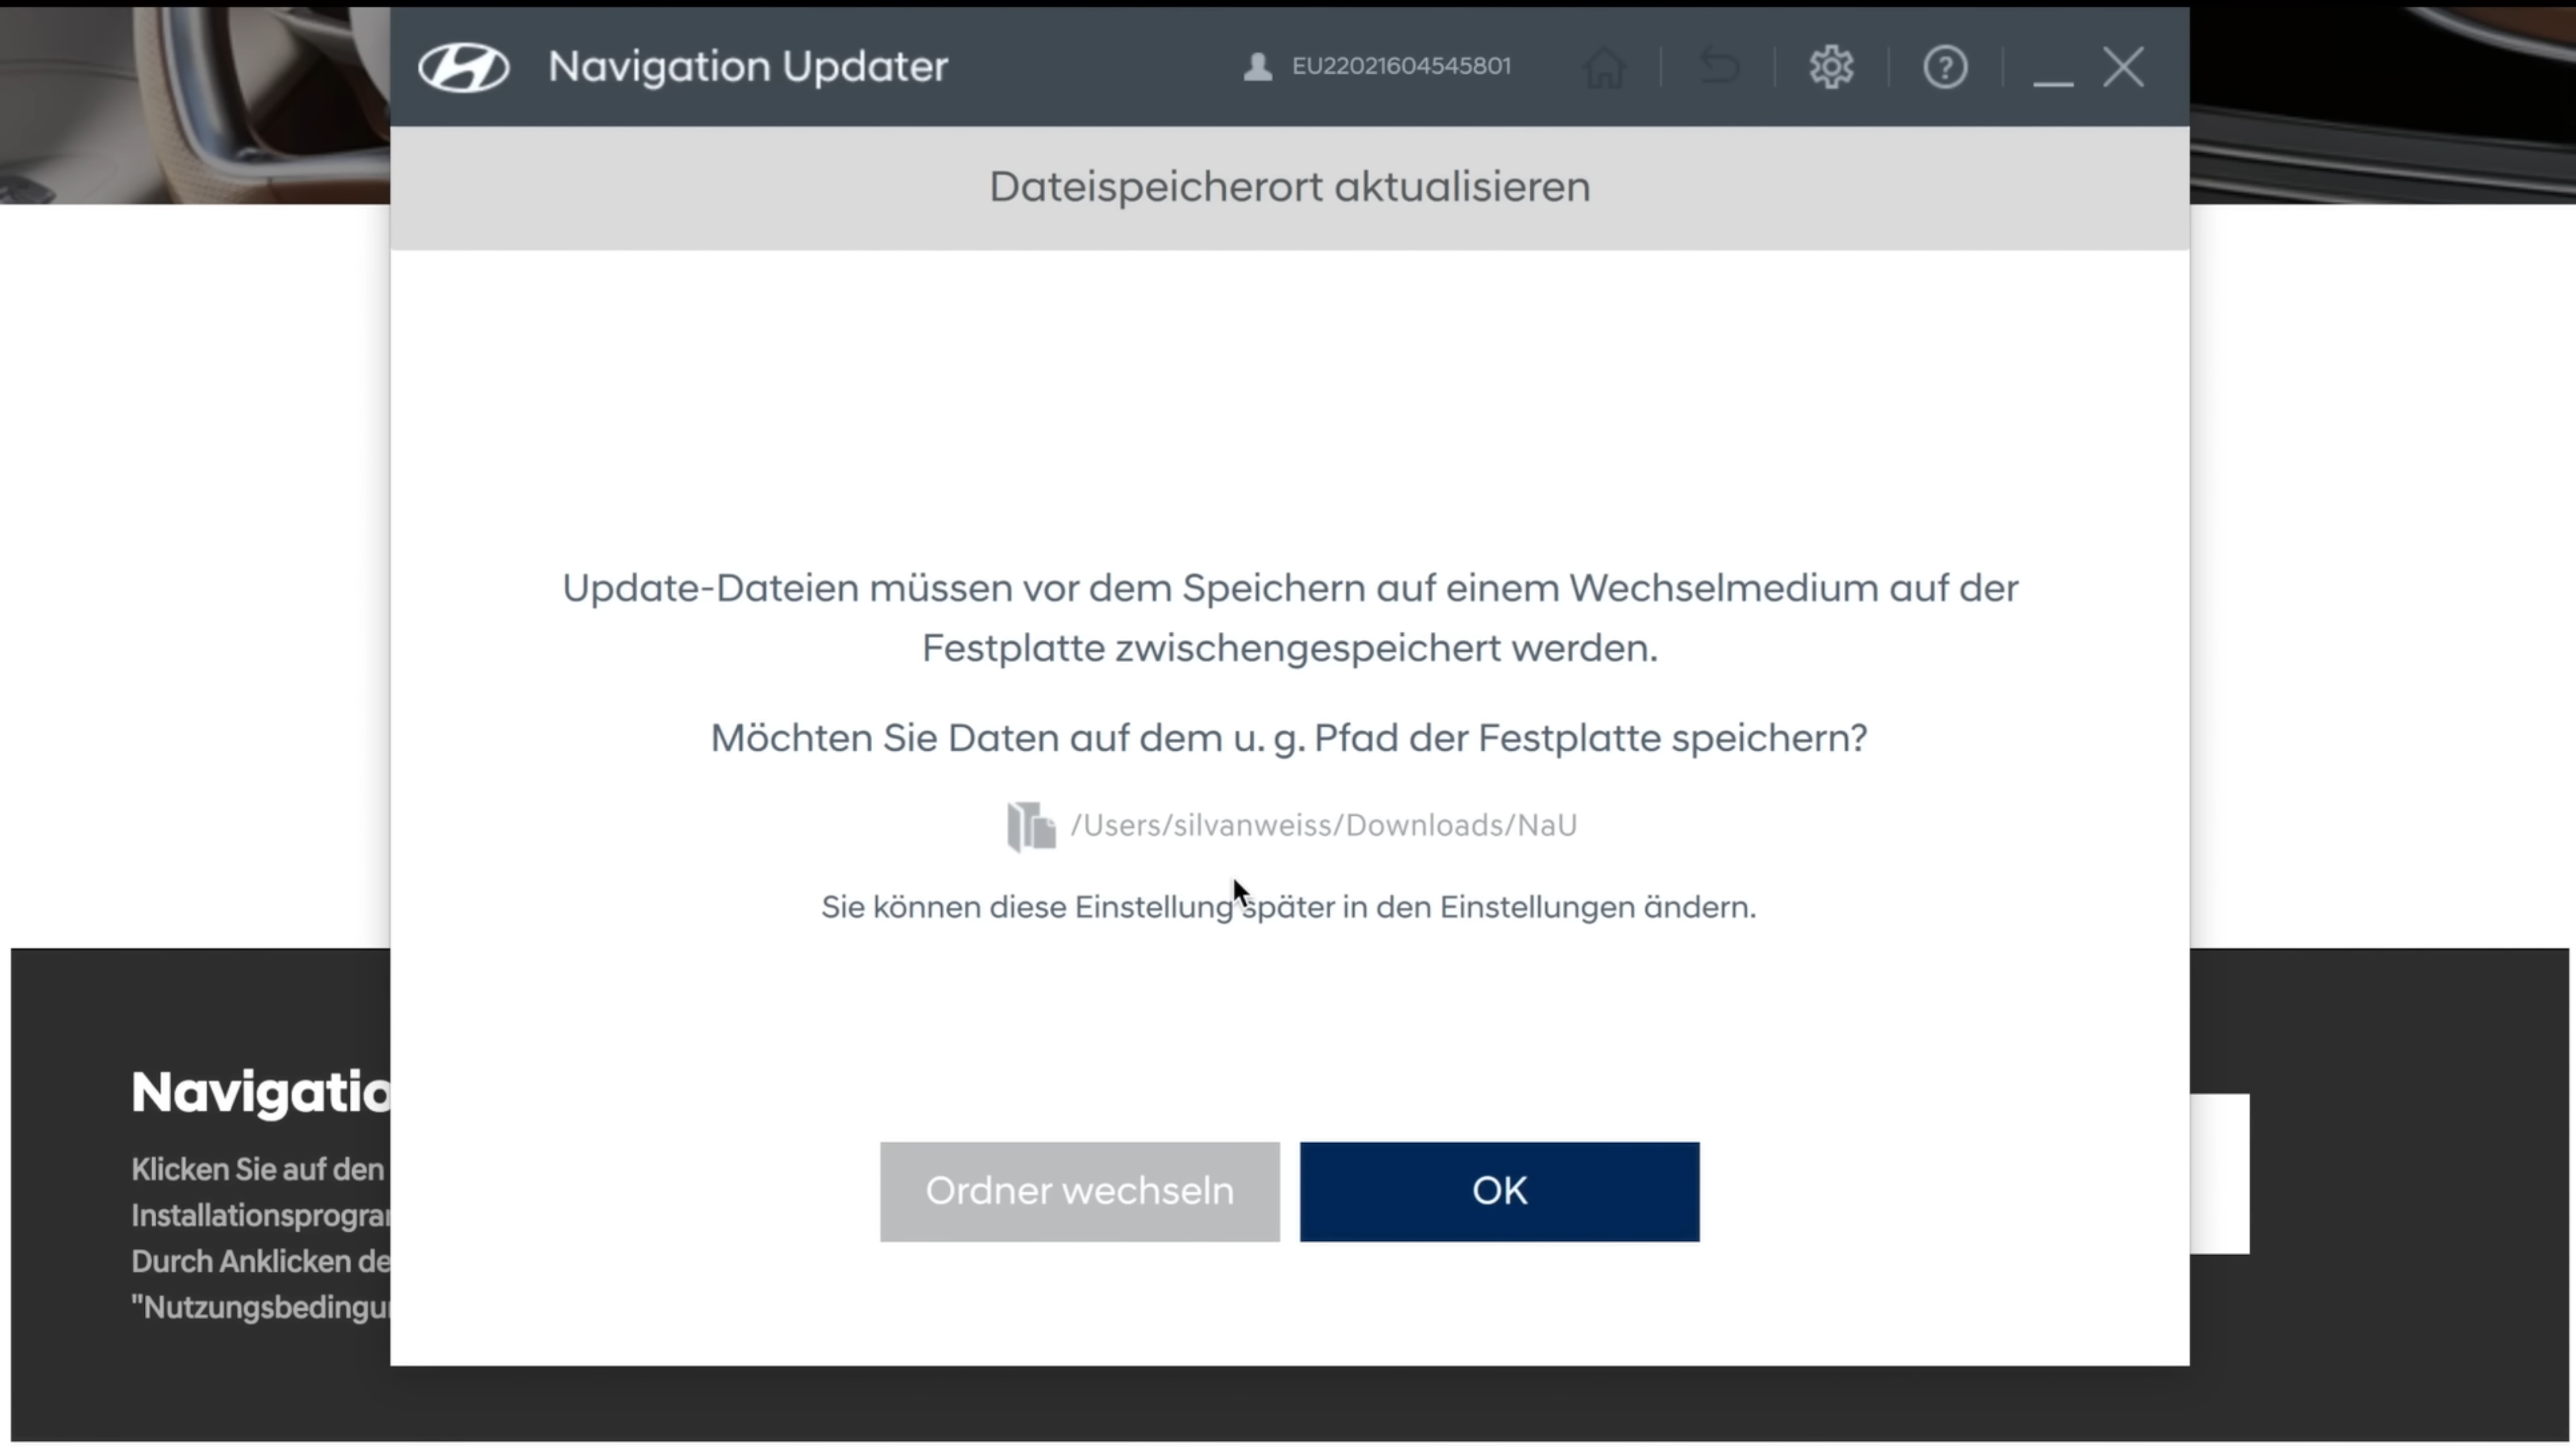 Navigation Updater
EU22021604545801
Dateispeicherort aktualisieren
Update-Dateien müssen vor dem Speichern auf einem Wechselmedium auf der
Festplatte zwischengespeichert werden.
Möchten Sie Daten auf dem u. g. Pfad der Festplatte speichern?
/Users/silvanweiss/Downloads/NaU
Sie können diese Einstellung später in den Einstellungen ändern.
Ordner wechseln
OK
Navigatio
Klicken Sie auf den
Installationsprogra
Durch Anklicken de
"Nutzungsbedingu